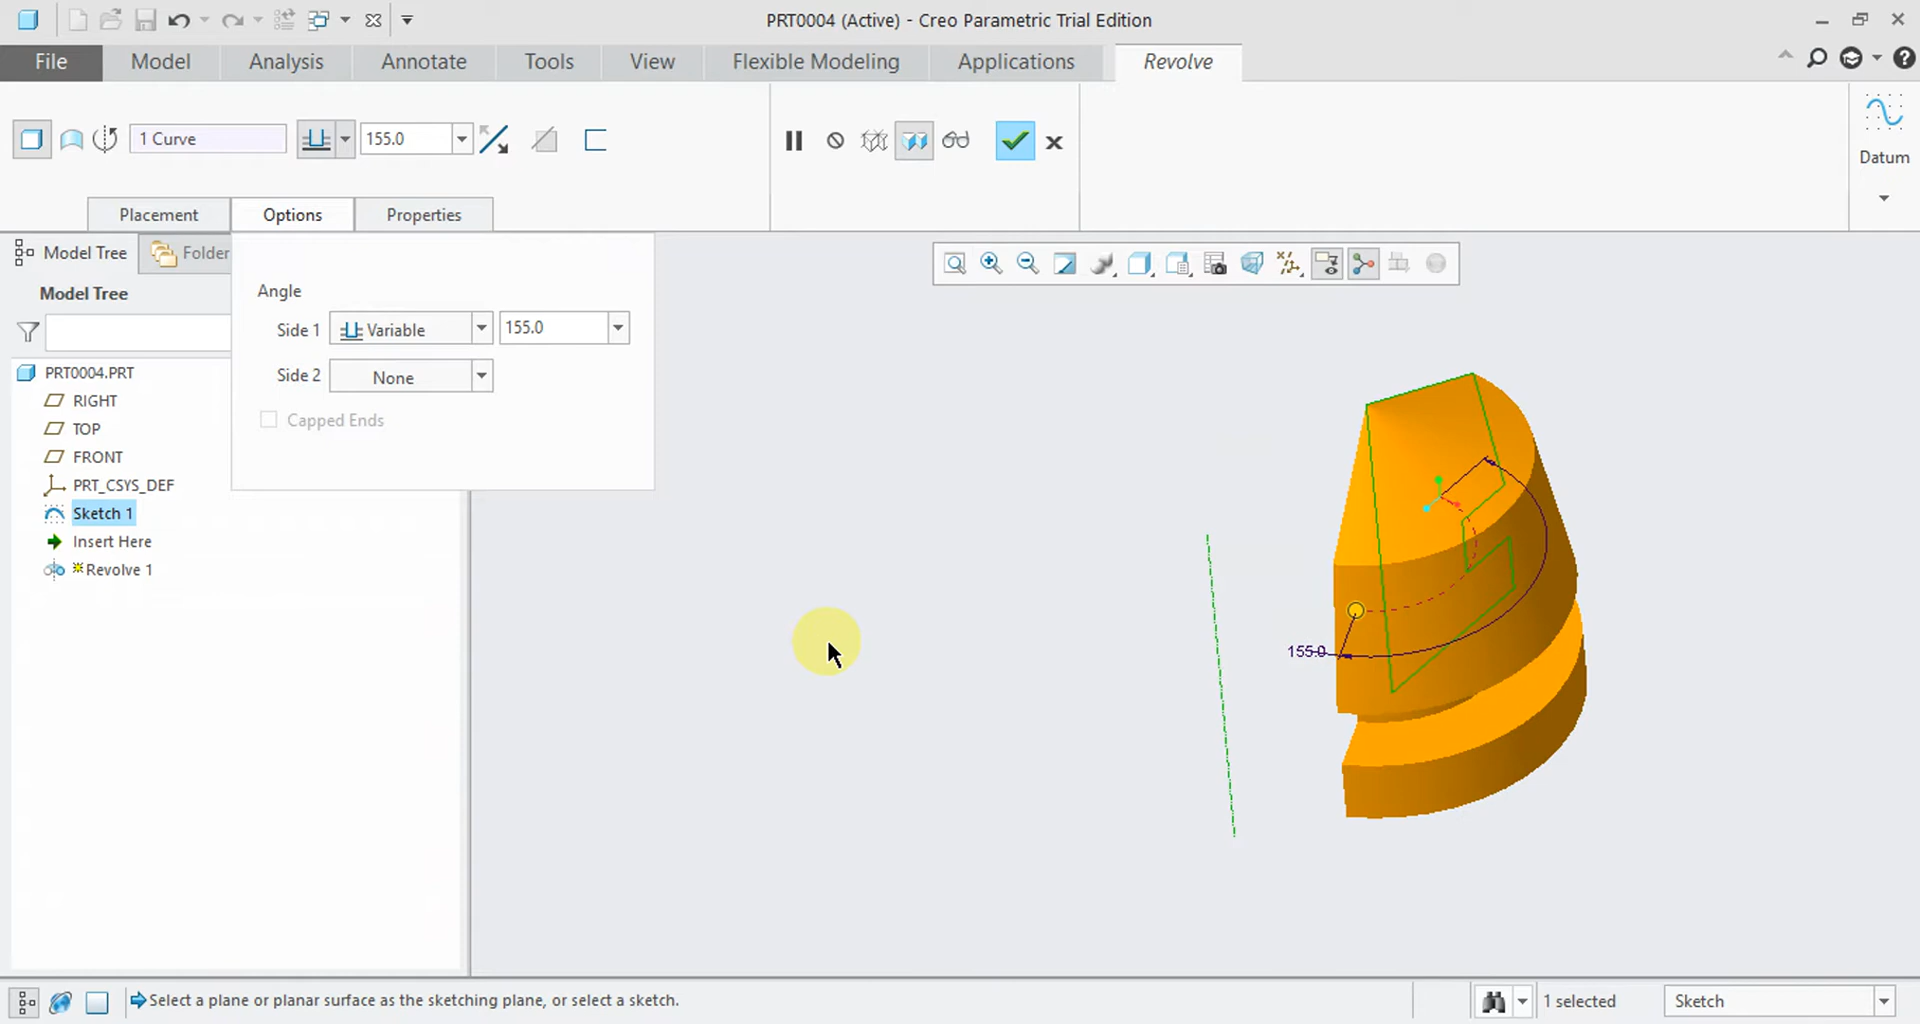 PRT0004 (Active) - Creo Parametric Trial Edition
File Model Analysis Annotate Tools View Flexible Modeling Applications Revolve
1 Curve 155.0
Datum
Placement Options Properties
Model Tree Folder
Model Tree
Angle
Side 1 Variable 155.0
Side 2 None
Capped Ends
PRT0004.PRT
RIGHT
TOP
FRONT
PRT_CSYS_DEF
Sketch 1
Insert Here
Revolve 1
155.0
Select a plane or planar surface as the sketching plane, or select a sketch.
1 selected Sketch